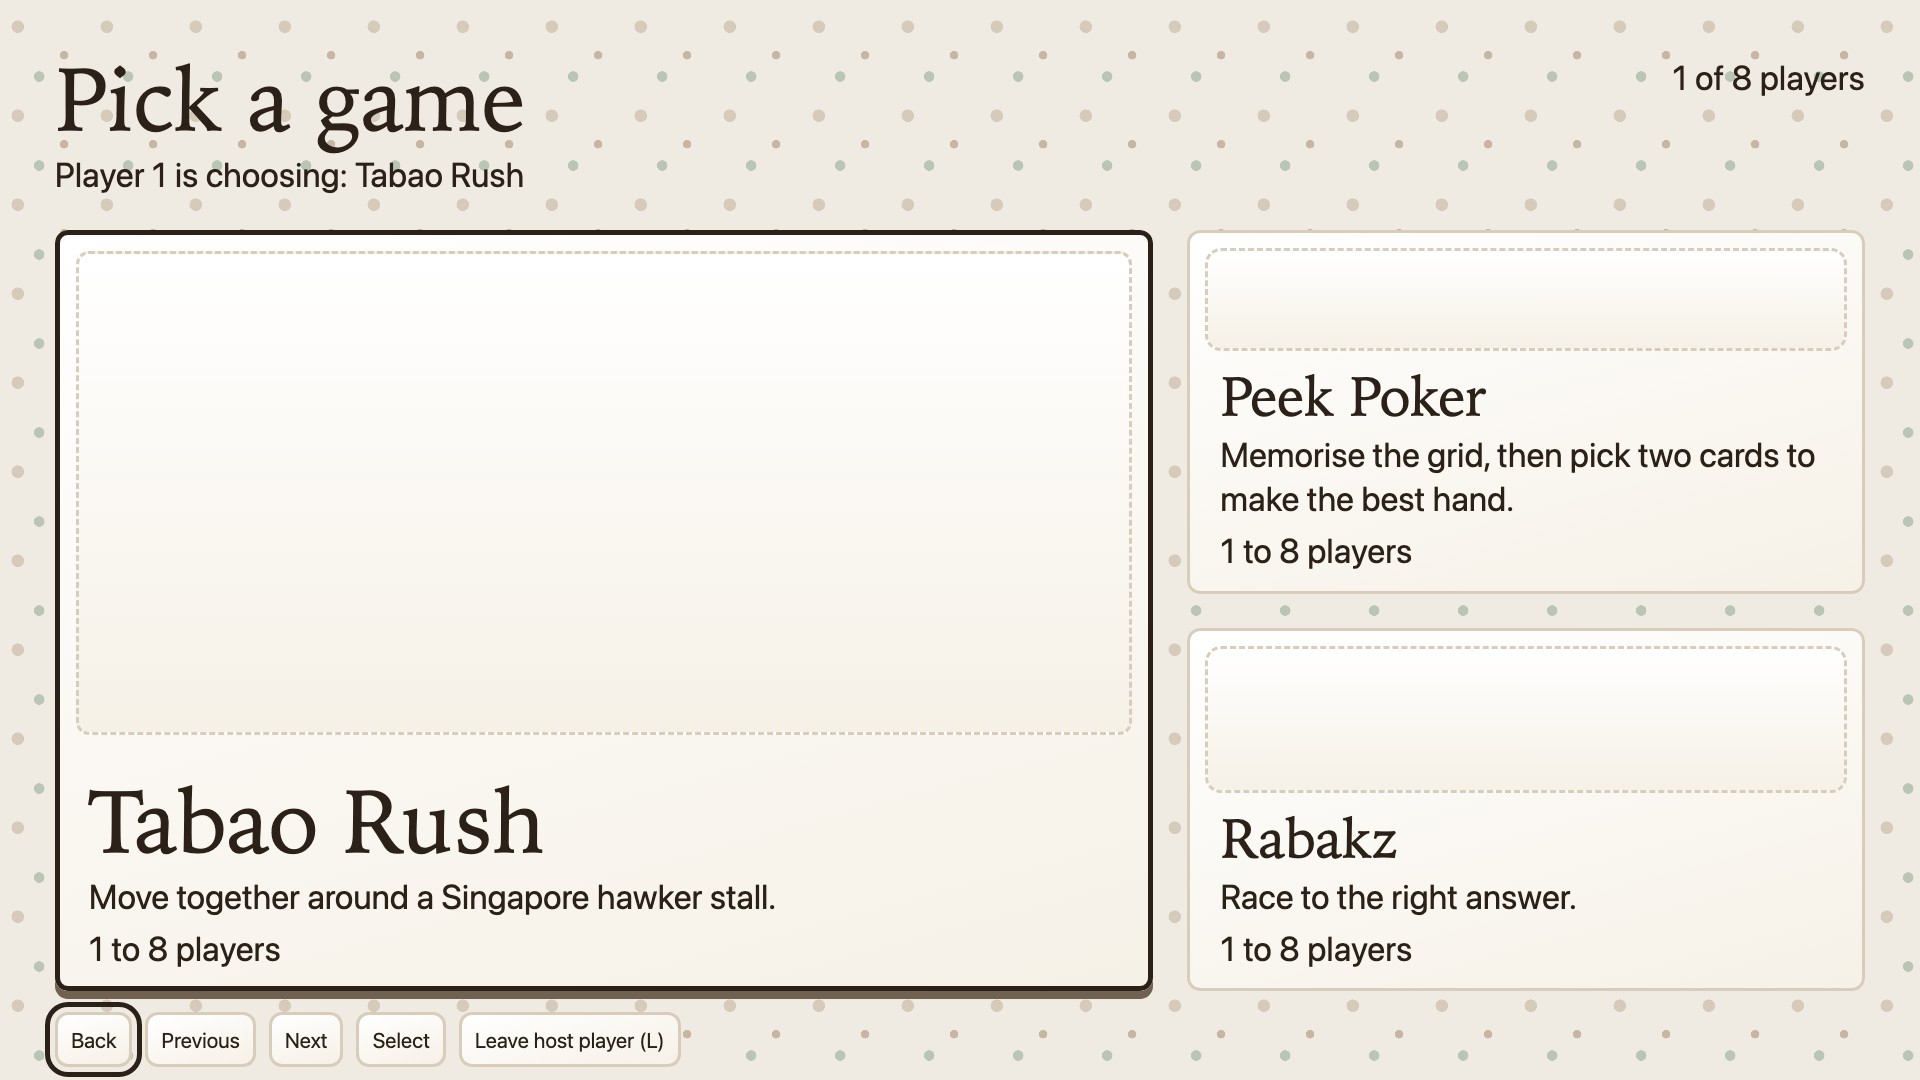 Pick a game
1 of 8 players
Player 1 is choosing: Tabao Rush
Tabao Rush
Move together around a Singapore hawker stall.
1 to 8 players
Peek Poker
Memorise the grid, then pick two cards to
make the best hand.
1 to 8 players
Rabakz
Race to the right answer.
1 to 8 players
Back
Previous
Next
Select
Leave host player (L)